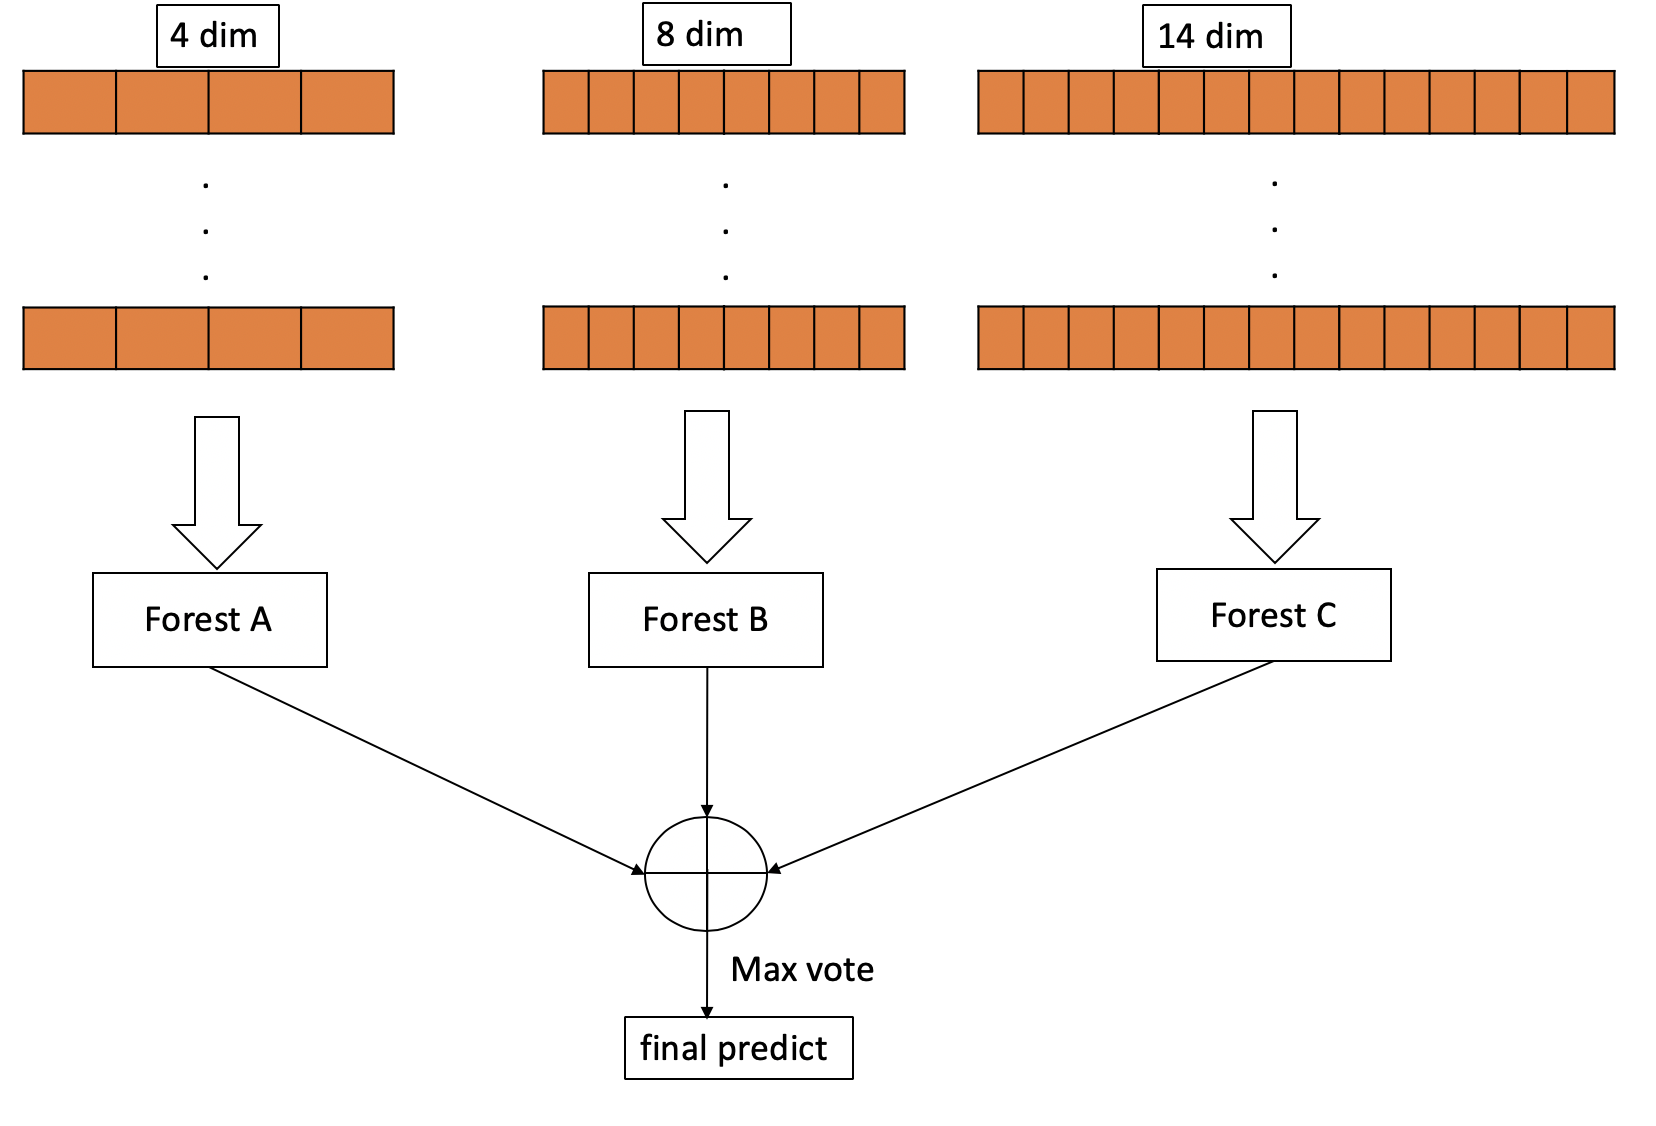 4 dim
8 dim
14 dim
Forest A
Forest B
Forest C
Max vote
final predict